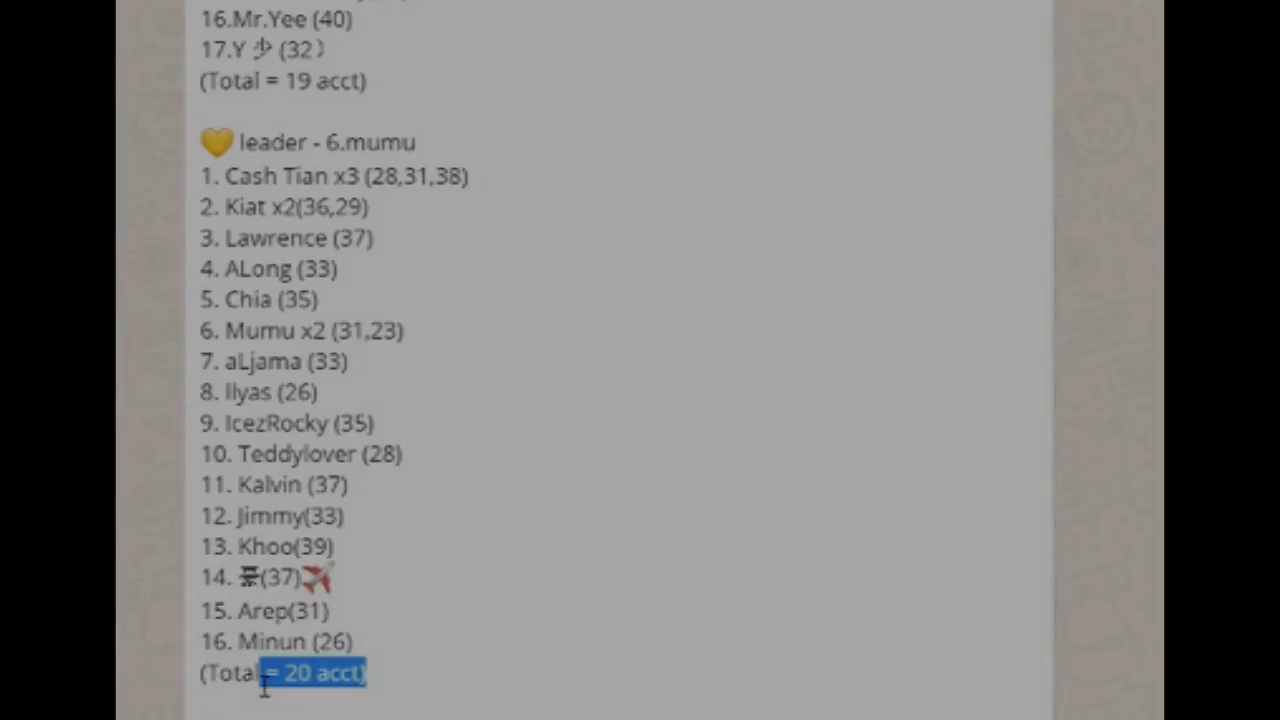 16.Mr.Yee (40)
17.Y 少 (32）
(Total = 19 acct)
💛 leader - 6.mumu
1. Cash Tian x3 (28,31,38)
2. Kiat x2(36,29)
3. Lawrence (37)
4. ALong (33)
5. Chia (35)
6. Mumu x2 (31,23)
7. aLjama (33)
8. Ilyas (26)
9. IcezRocky (35)
10. Teddylover (28)
11. Kalvin (37)
12. Jimmy(33)
13. Khoo(39)
14. (37)✈️
15. Arep(31)
16. Minun (26)
(Total = 20 acct)